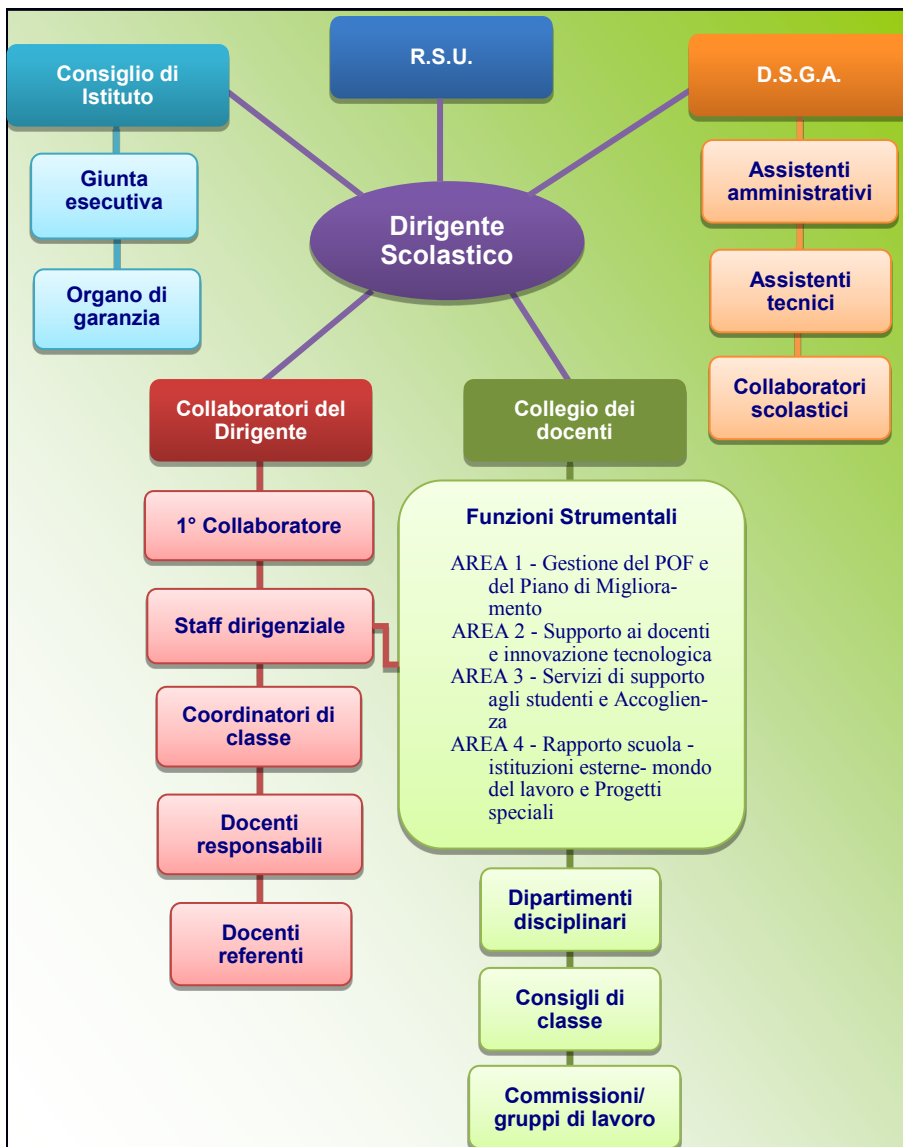 Consiglio di
Istituto
R.S.U.
D.S.G.A.
Giunta
esecutiva
Organo di
garanzia
Dirigente
Scolastico
Assistenti
amministrativi
Assistenti
tecnici
Collaboratori
scolastici
Collaboratori del
Dirigente
1° Collaboratore
Staff dirigenziale
Coordinatori di
classe
Docenti
responsabili
Docenti
referenti
Collegio dei
docenti
Funzioni Strumentali
AREA 1 - Gestione del POF e
del Piano di Migliora-
mento
AREA 2 - Supporto ai docenti
e innovazione tecnologica
AREA 3 - Servizi di supporto
agli studenti e Accoglien-
za
AREA 4 - Rapporto scuola -
istituzioni esterne- mondo
del lavoro e Progetti
speciali
Dipartimenti
disciplinari
Consigli di
classe
Commissioni/
gruppi di lavoro